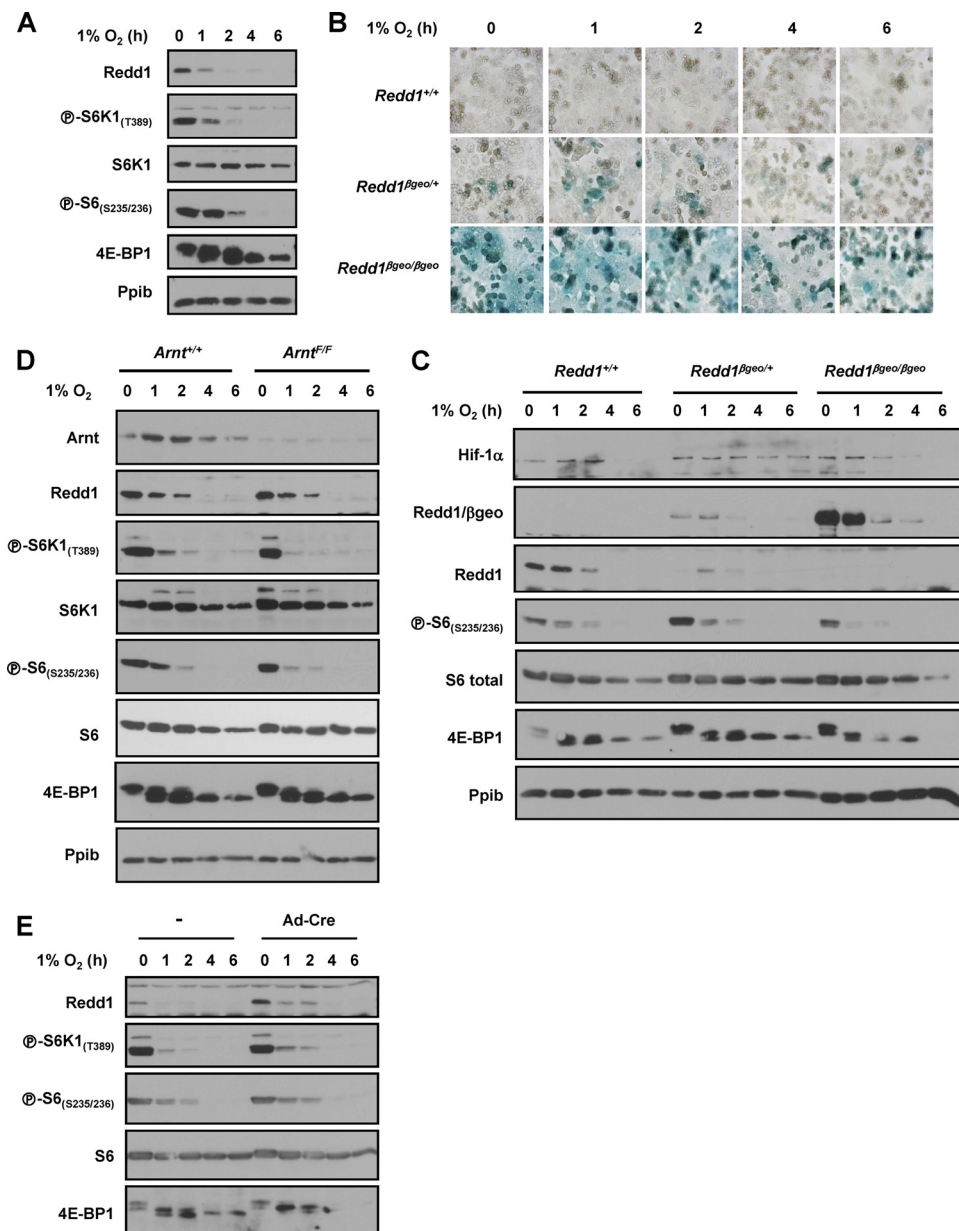 A
1% O2 (h)
0 1 2 4 6
Redd1
Ⓟ-S6K1(T389)
S6K1
Ⓟ-S6(S235/236)
4E-BP1
Ppib
B
1% O2 (h)
0 1 2 4 6
Redd1+/+
Redd1βgeo/+
Redd1βgeo/βgeo
D
Arnt+/+ ArntF/F
1% O2
0 1 2 4 6 0 1 2 4 6
Arnt
Redd1
Ⓟ-S6K1(T389)
S6K1
Ⓟ-S6(S235/236)
S6
4E-BP1
Ppib
C
Redd1+/+ Redd1βgeo/+ Redd1βgeo/βgeo
1% O2 (h)
0 1 2 4 6 0 1 2 4 6 0 1 2 4 6
Hif-1α
Redd1/βgeo
Redd1
Ⓟ-S6(S235/236)
S6 total
4E-BP1
Ppib
E
- Ad-Cre
1% O2 (h)
0 1 2 4 6 0 1 2 4 6
Redd1
Ⓟ-S6K1(T389)
Ⓟ-S6(S235/236)
S6
4E-BP1